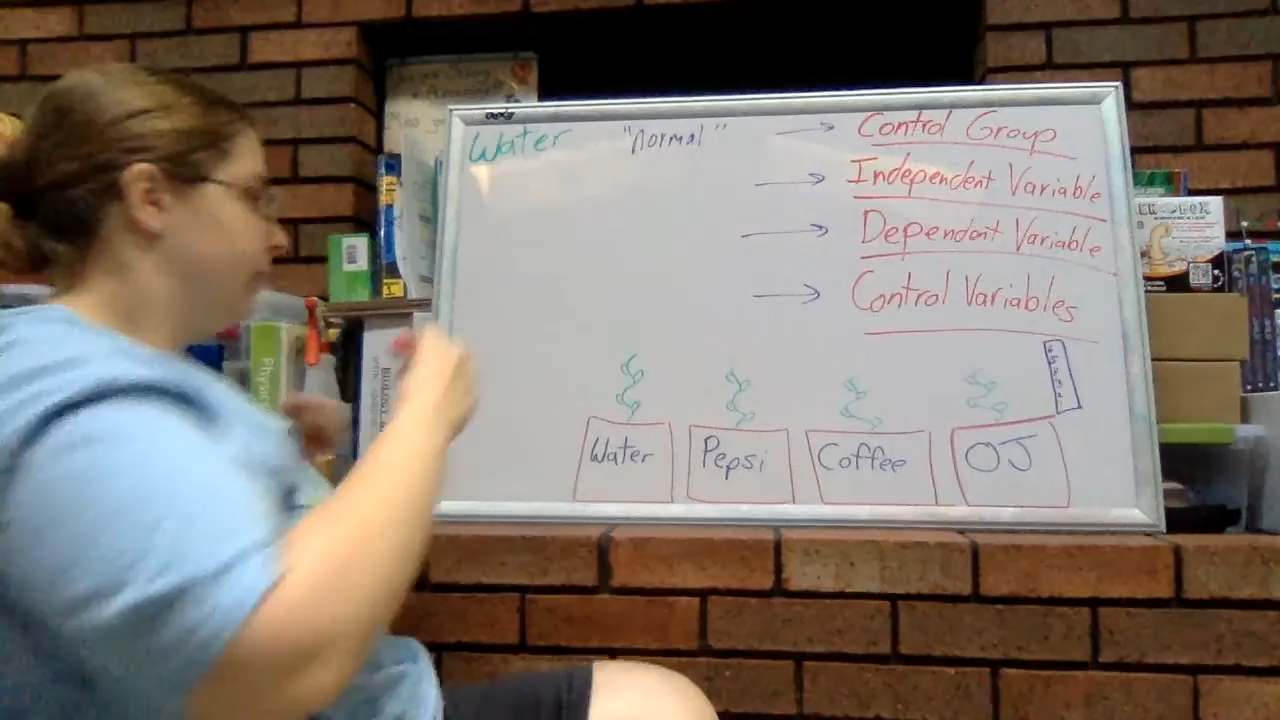 Water "normal" → Control Group
→ Independent Variable
→ Dependent Variable
→ Control Variables
Water Pepsi Coffee OJ